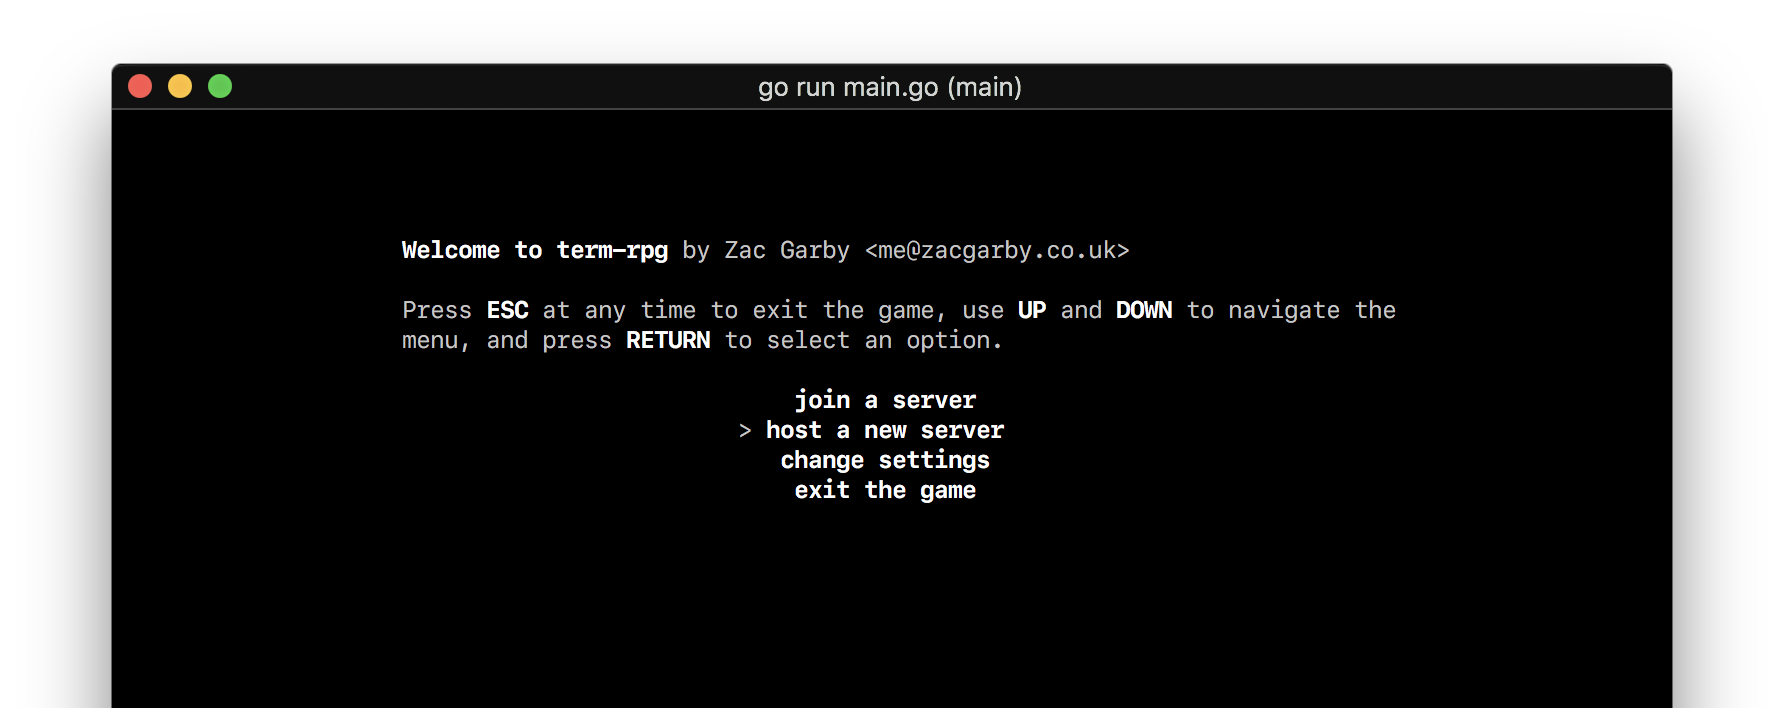 go run main.go (main)
Welcome to term-rpg by Zac Garby <me@zacgarby.co.uk>
Press ESC at any time to exit the game, use UP and DOWN to navigate the
menu, and press RETURN to select an option.
join a server
> host a new server
change settings
exit the game